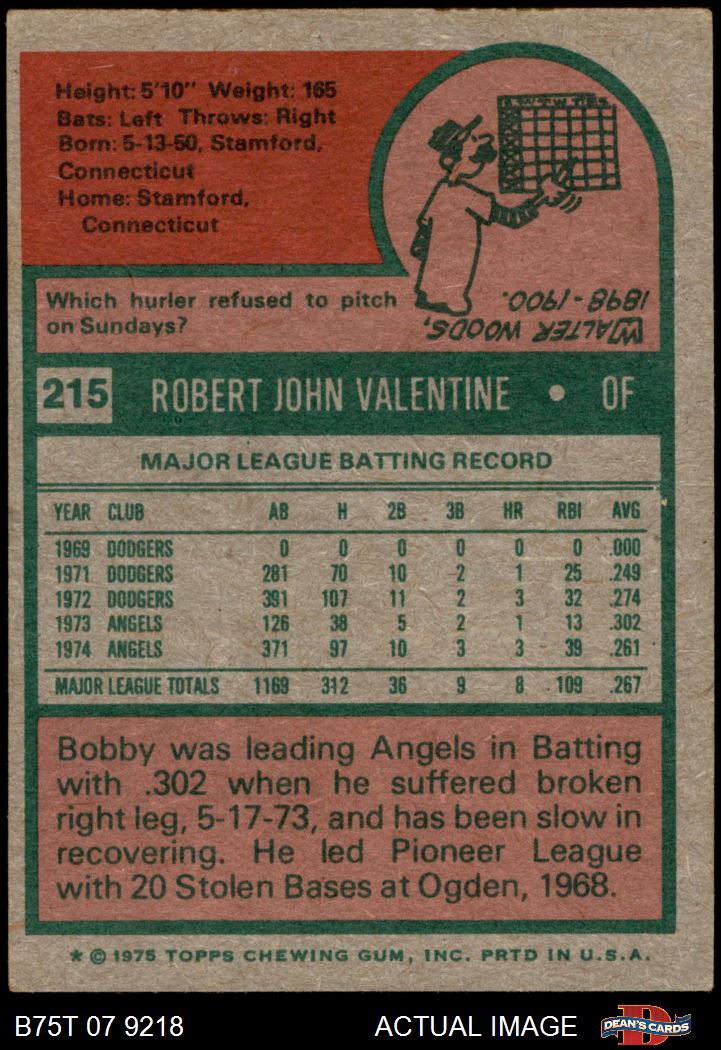 Height: 5'10" Weight: 165
Bats: Left Throws: Right
Born: 5-13-50, Stamford,
Connecticut
Home: Stamford,
Connecticut
S M T W T F S
Which hurler refused to pitch
on Sundays?
WALTER WOODS,
1898-1900.
215 ROBERT JOHN VALENTINE • OF
MAJOR LEAGUE BATTING RECORD
YEAR CLUB AB H 2B 3B HR RBI AVG
1969 DODGERS 0 0 0 0 0 0 .000
1971 DODGERS 281 70 10 2 1 25 .249
1972 DODGERS 391 107 11 2 3 32 .274
1973 ANGELS 126 38 5 2 1 13 .302
1974 ANGELS 371 97 10 3 3 39 .261
MAJOR LEAGUE TOTALS 1169 312 36 9 8 109 .267
Bobby was leading Angels in Batting
with .302 when he suffered broken
right leg, 5-17-73, and has been slow in
recovering. He led Pioneer League
with 20 Stolen Bases at Ogden, 1968.
* © 1975 TOPPS CHEWING GUM, INC. PRTD IN U.S.A.
B75T 07 9218 ACTUAL IMAGE DEAN'S CARDS